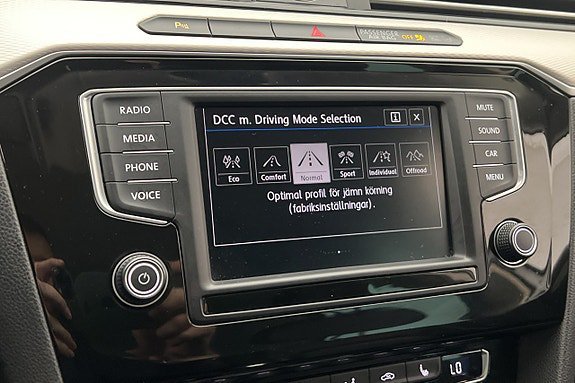 P
PASSENGER
AIR BAG OFF
RADIO
MEDIA
PHONE
VOICE
DCC m. Driving Mode Selection
i X
Eco
Comfort
Normal
Sport
Individual
Offroad
Optimal profil för jämn körning
(fabriksinställningar).
MUTE
SOUND
CAR
MENU
LO